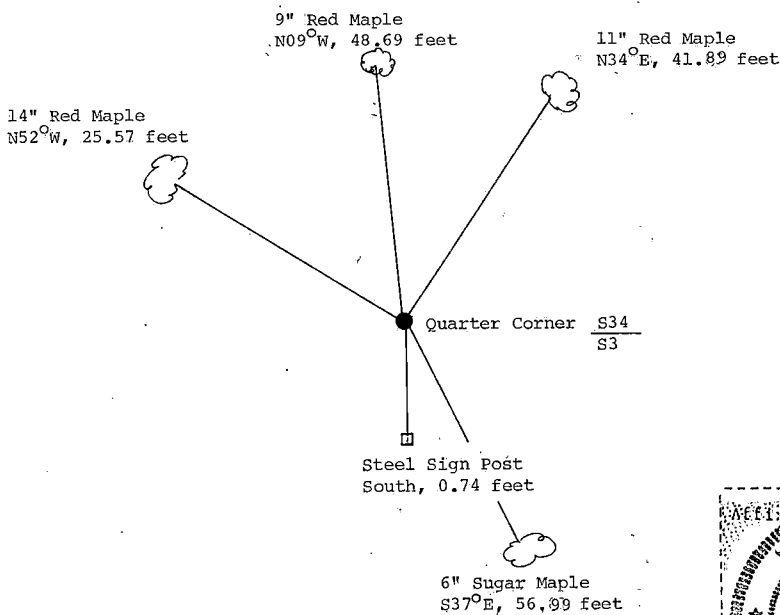 9" Red Maple
N09°W, 48.69 feet
11" Red Maple
N34°E, 41.89 feet
14" Red Maple
N52°W, 25.57 feet
Quarter Corner S34
S3
Steel Sign Post
South, 0.74 feet
6" Sugar Maple
S37°E, 56.99 feet